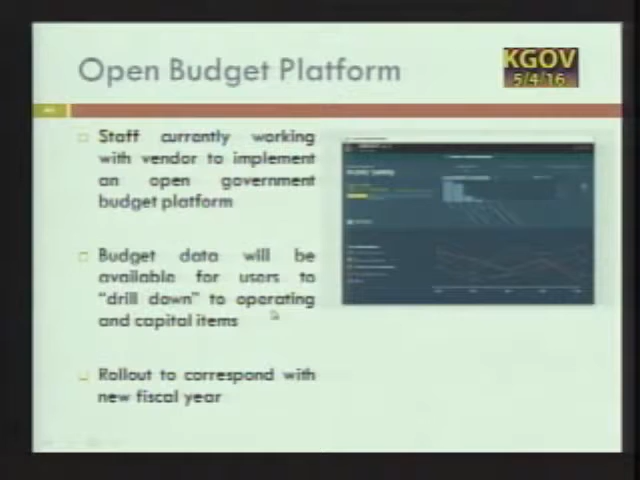 Open Budget Platform
KGOV
5/4/16
Staff currently working
with vendor to implement
an open government
budget platform
Budget data will be
available for users to
"drill down" to operating
and capital items
Rollout to correspond with
new fiscal year